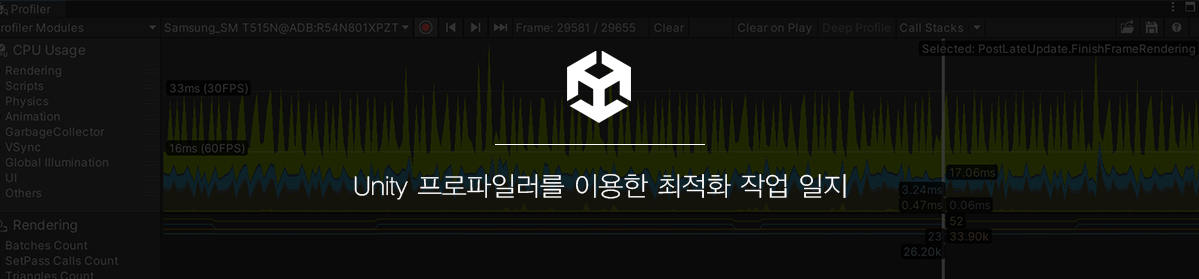 Profiler
rofiler Modules
Samsung_SM T515N@ADB:R54N801XPZT
Frame: 29581 / 29655
Clear
Clear on Play
Deep Profile
Call Stacks
Selected: PostLateUpdate.FinishFrameRendering
CPU Usage
Rendering
Scripts
Physics
Animation
GarbageCollector
VSync
Global Illumination
UI
Others
33ms (30FPS)
16ms (60FPS)
Unity 프로파일러를 이용한 최적화 작업 일지
17.06ms
3.24ms
0.47ms
0.06ms
52
23
33.90k
26.20k
Rendering
Batches Count
SetPass Calls Count
Triangles Count